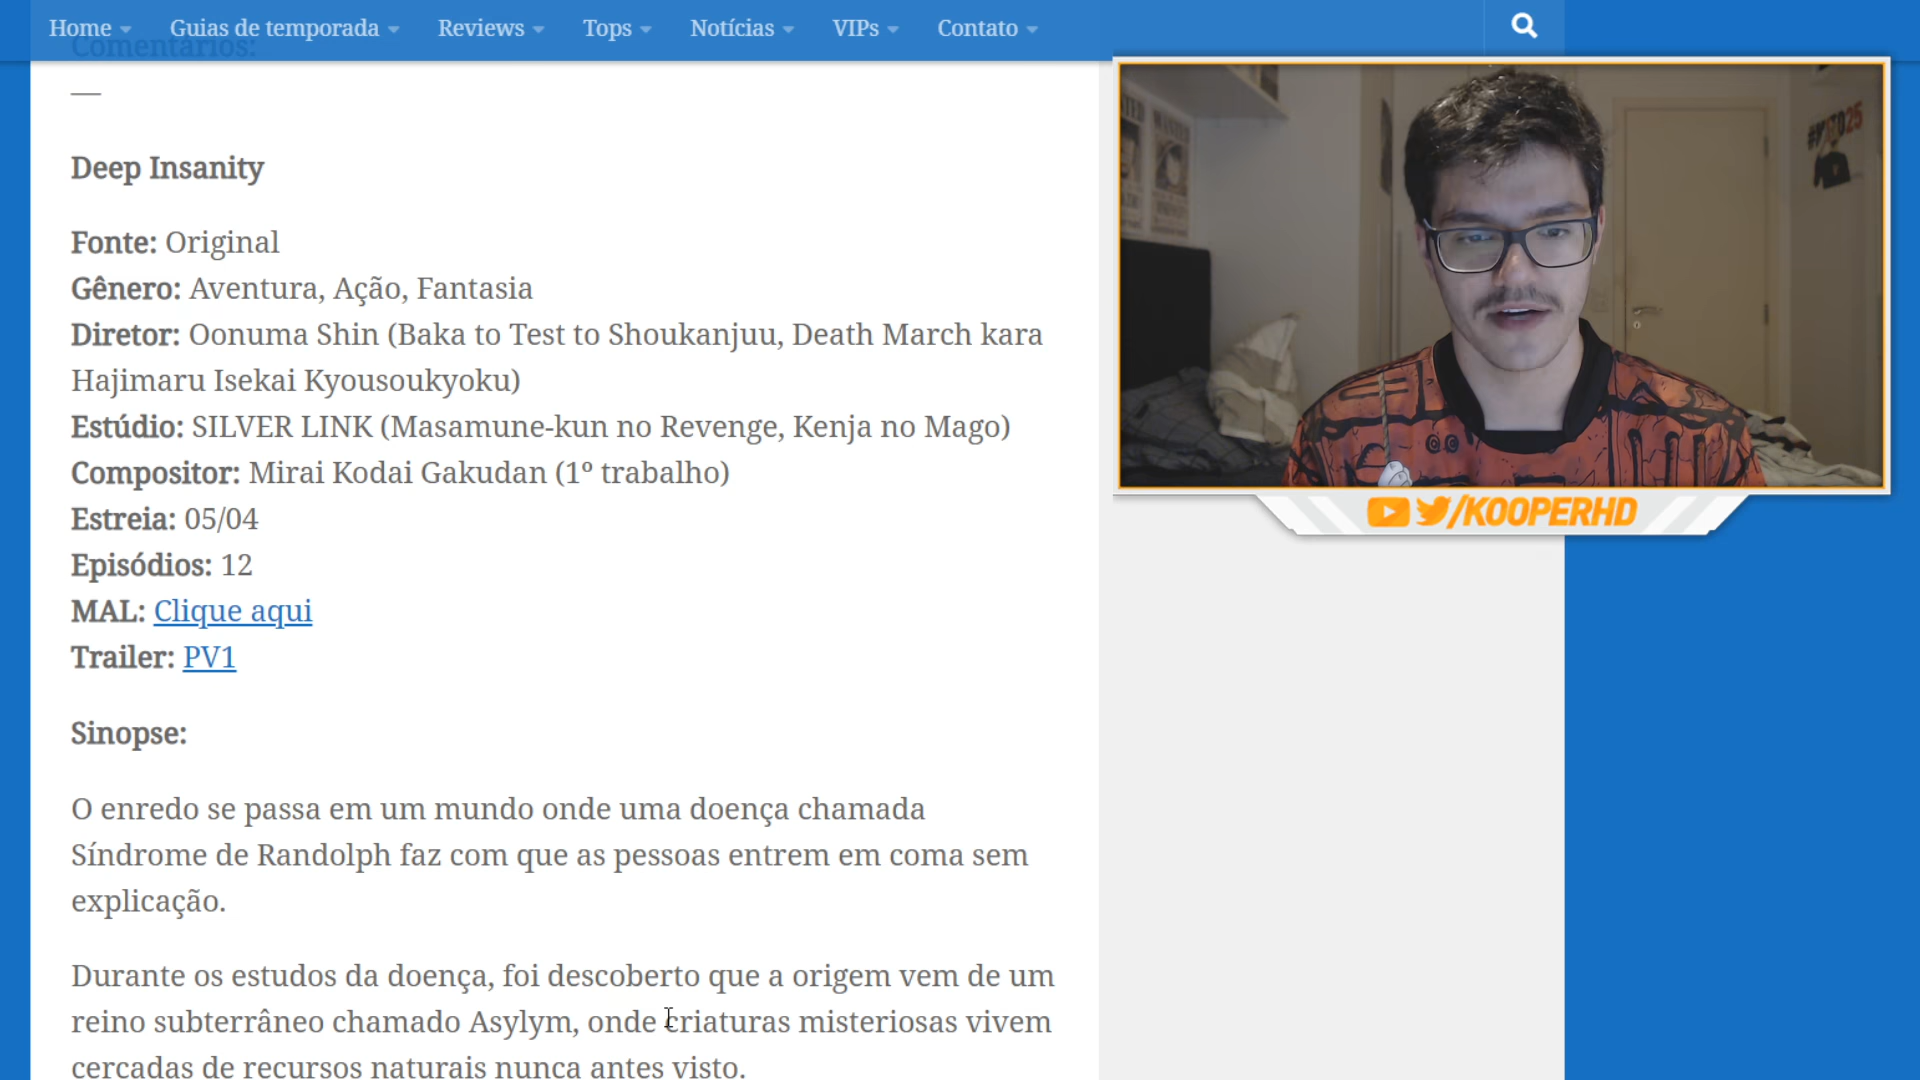 Home Guias de temporada Reviews Tops Notícias VIPs Contato
Comentários:
—
Deep Insanity
Fonte: Original
Gênero: Aventura, Ação, Fantasia
Diretor: Oonuma Shin (Baka to Test to Shoukanjuu, Death March kara
Hajimaru Isekai Kyousoukyoku)
Estúdio: SILVER LINK (Masamune-kun no Revenge, Kenja no Mago)
Compositor: Mirai Kodai Gakudan (1º trabalho)
Estreia: 05/04
Episódios: 12
MAL: Clique aqui
Trailer: PV1
Sinopse:
O enredo se passa em um mundo onde uma doença chamada
Síndrome de Randolph faz com que as pessoas entrem em coma sem
explicação.
Durante os estudos da doença, foi descoberto que a origem vem de um
reino subterrâneo chamado Asylym, onde criaturas misteriosas vivem
cercadas de recursos naturais nunca antes visto.
WANTED
/KOOPERHD